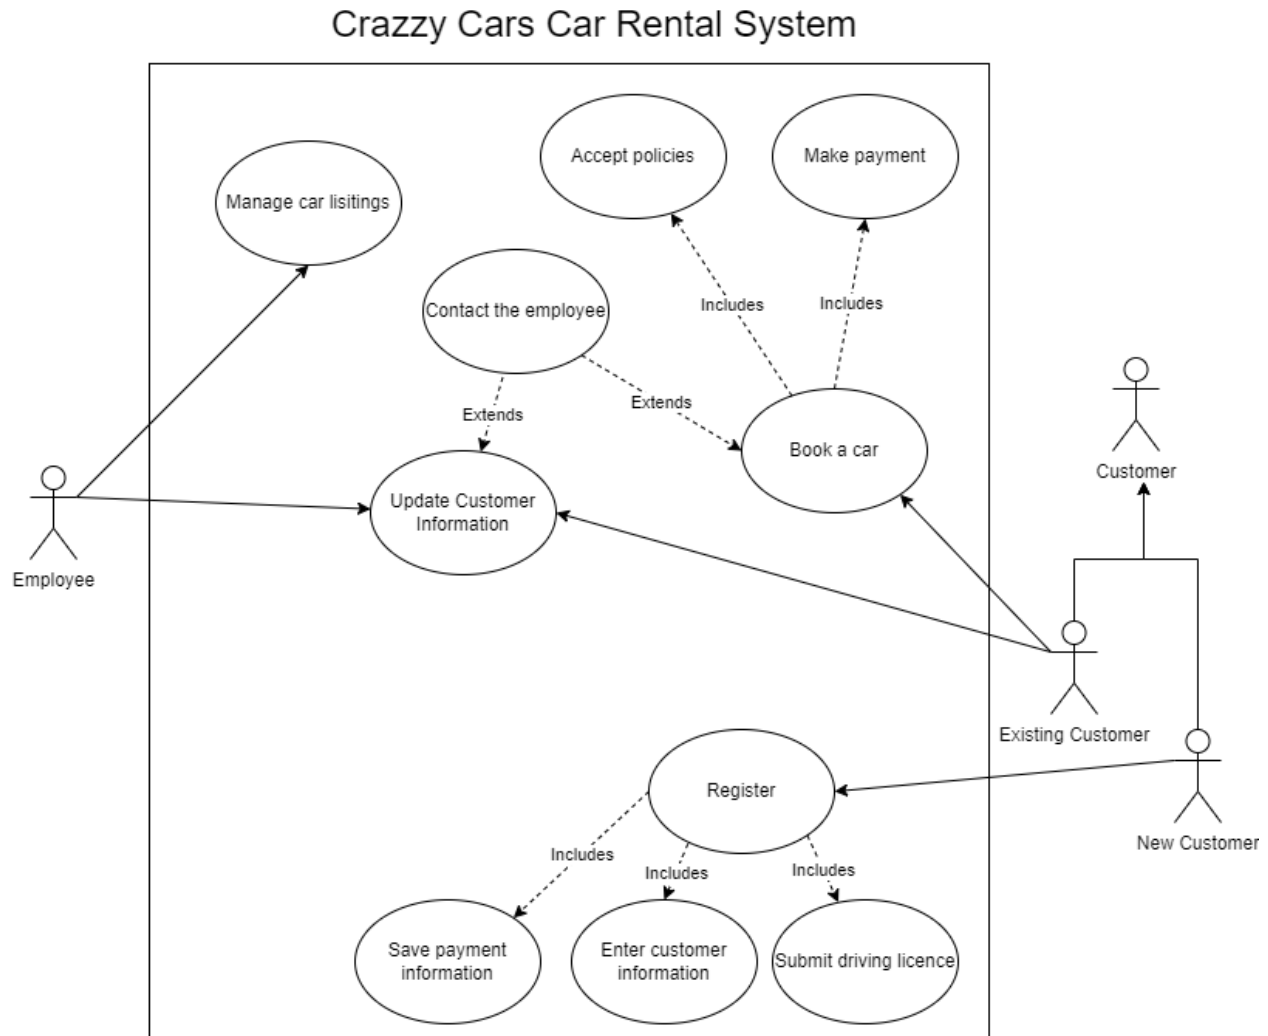 Crazzy Cars Car Rental System
Accept policies
Make payment
Manage car lisitings
Contact the employee
Includes
Includes
Extends
Extends
Book a car
Customer
Update Customer
Information
Employee
Existing Customer
Register
New Customer
Includes
Includes
Includes
Save payment
information
Enter customer
information
Submit driving licence